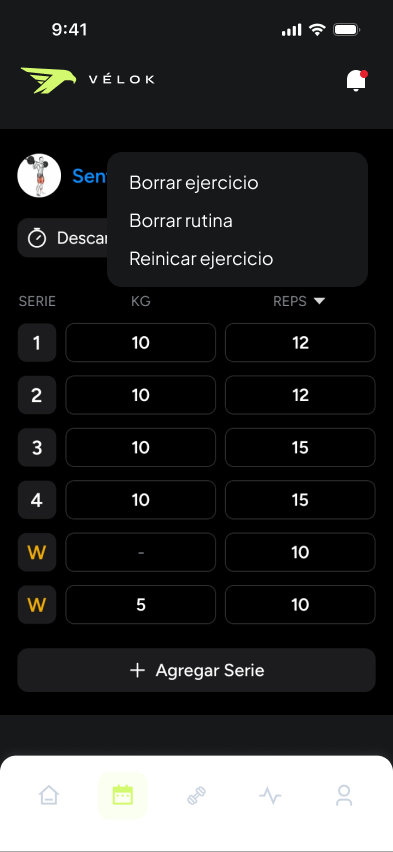 9:41
VÉLOK
Borrar ejercicio
Borrar rutina
Reinicar ejercicio
SERIE KG REPS
1 10 12
2 10 12
3 10 15
4 10 15
W - 10
W 5 10
+ Agregar Serie